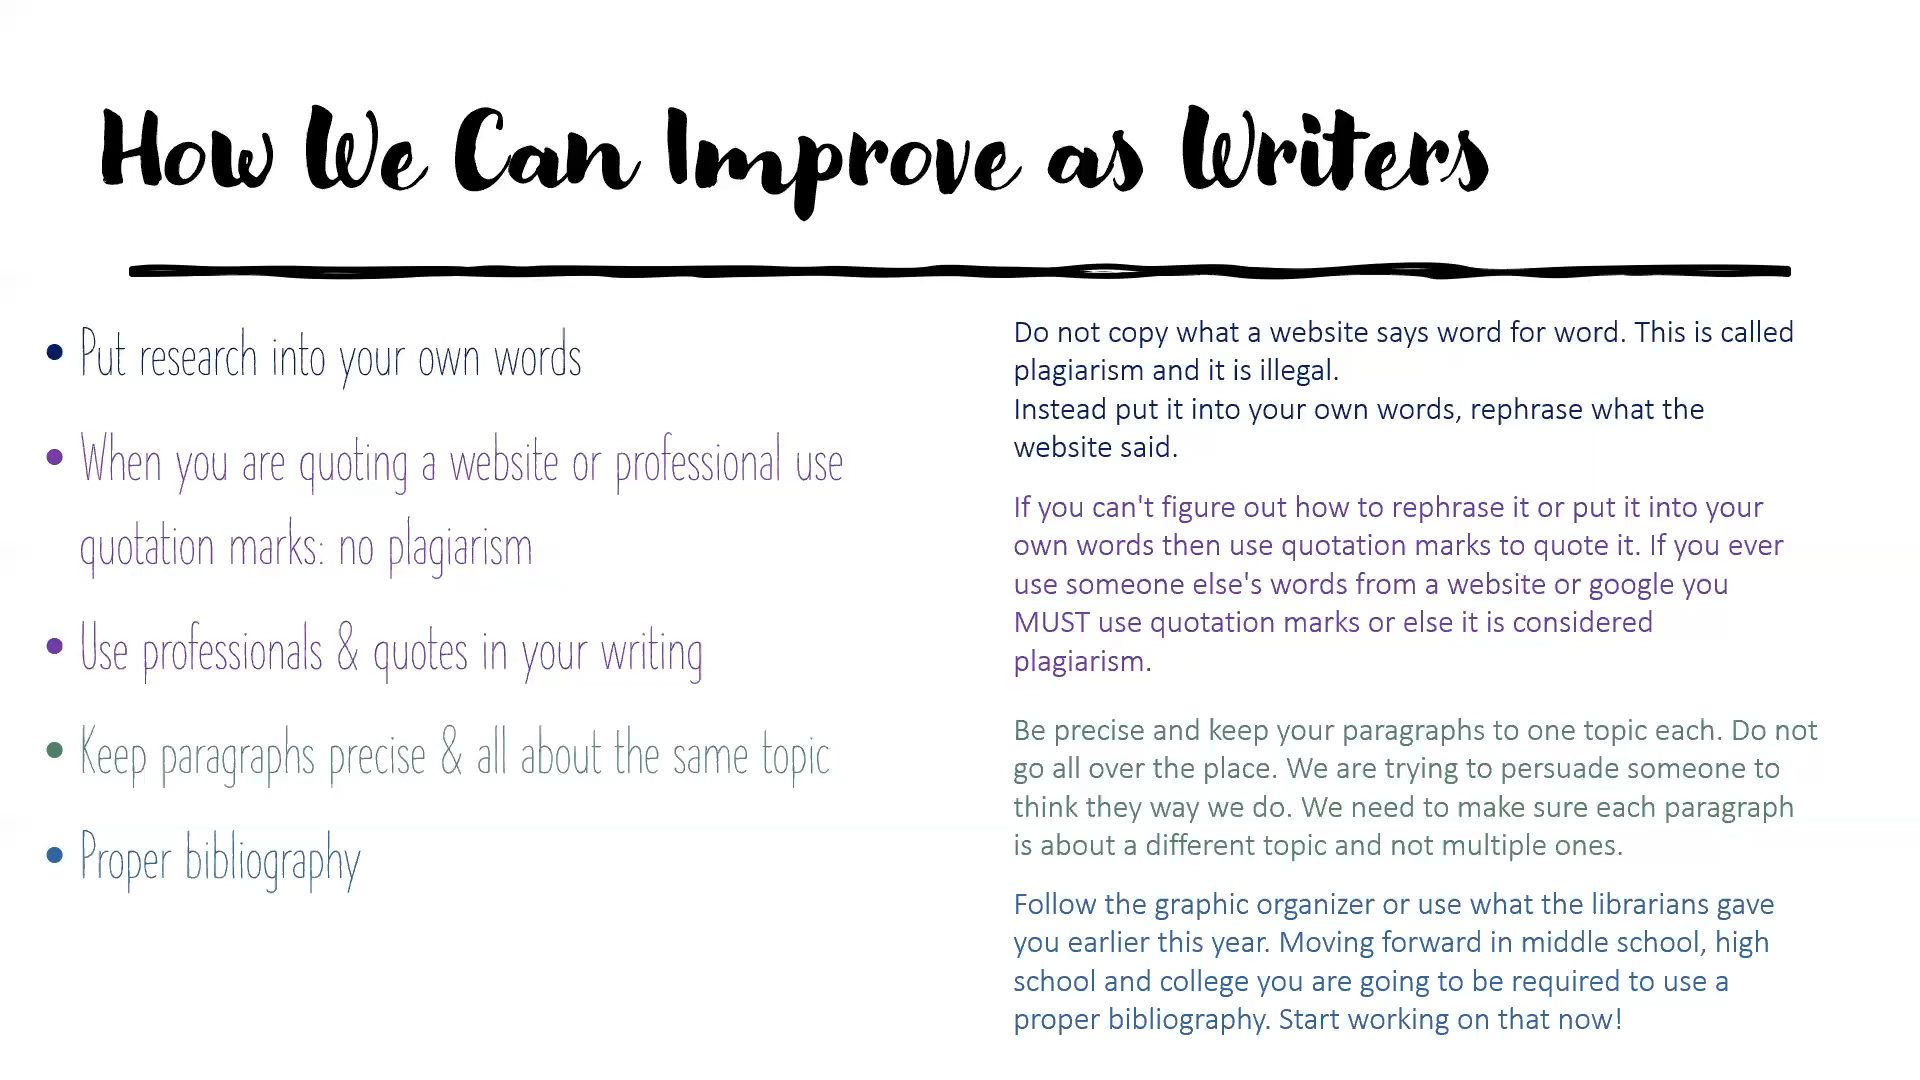 How We Can Improve as Writers
• Put research into your own words
• When you are quoting a website or professional use
quotation marks: no plagiarism
• Use professionals & quotes in your writing
• Keep paragraphs precise & all about the same topic
• Proper bibliography
Do not copy what a website says word for word. This is called
plagiarism and it is illegal.
Instead put it into your own words, rephrase what the
website said.
If you can't figure out how to rephrase it or put it into your
own words then use quotation marks to quote it. If you ever
use someone else's words from a website or google you
MUST use quotation marks or else it is considered
plagiarism.
Be precise and keep your paragraphs to one topic each. Do not
go all over the place. We are trying to persuade someone to
think they way we do. We need to make sure each paragraph
is about a different topic and not multiple ones.
Follow the graphic organizer or use what the librarians gave
you earlier this year. Moving forward in middle school, high
school and college you are going to be required to use a
proper bibliography. Start working on that now!